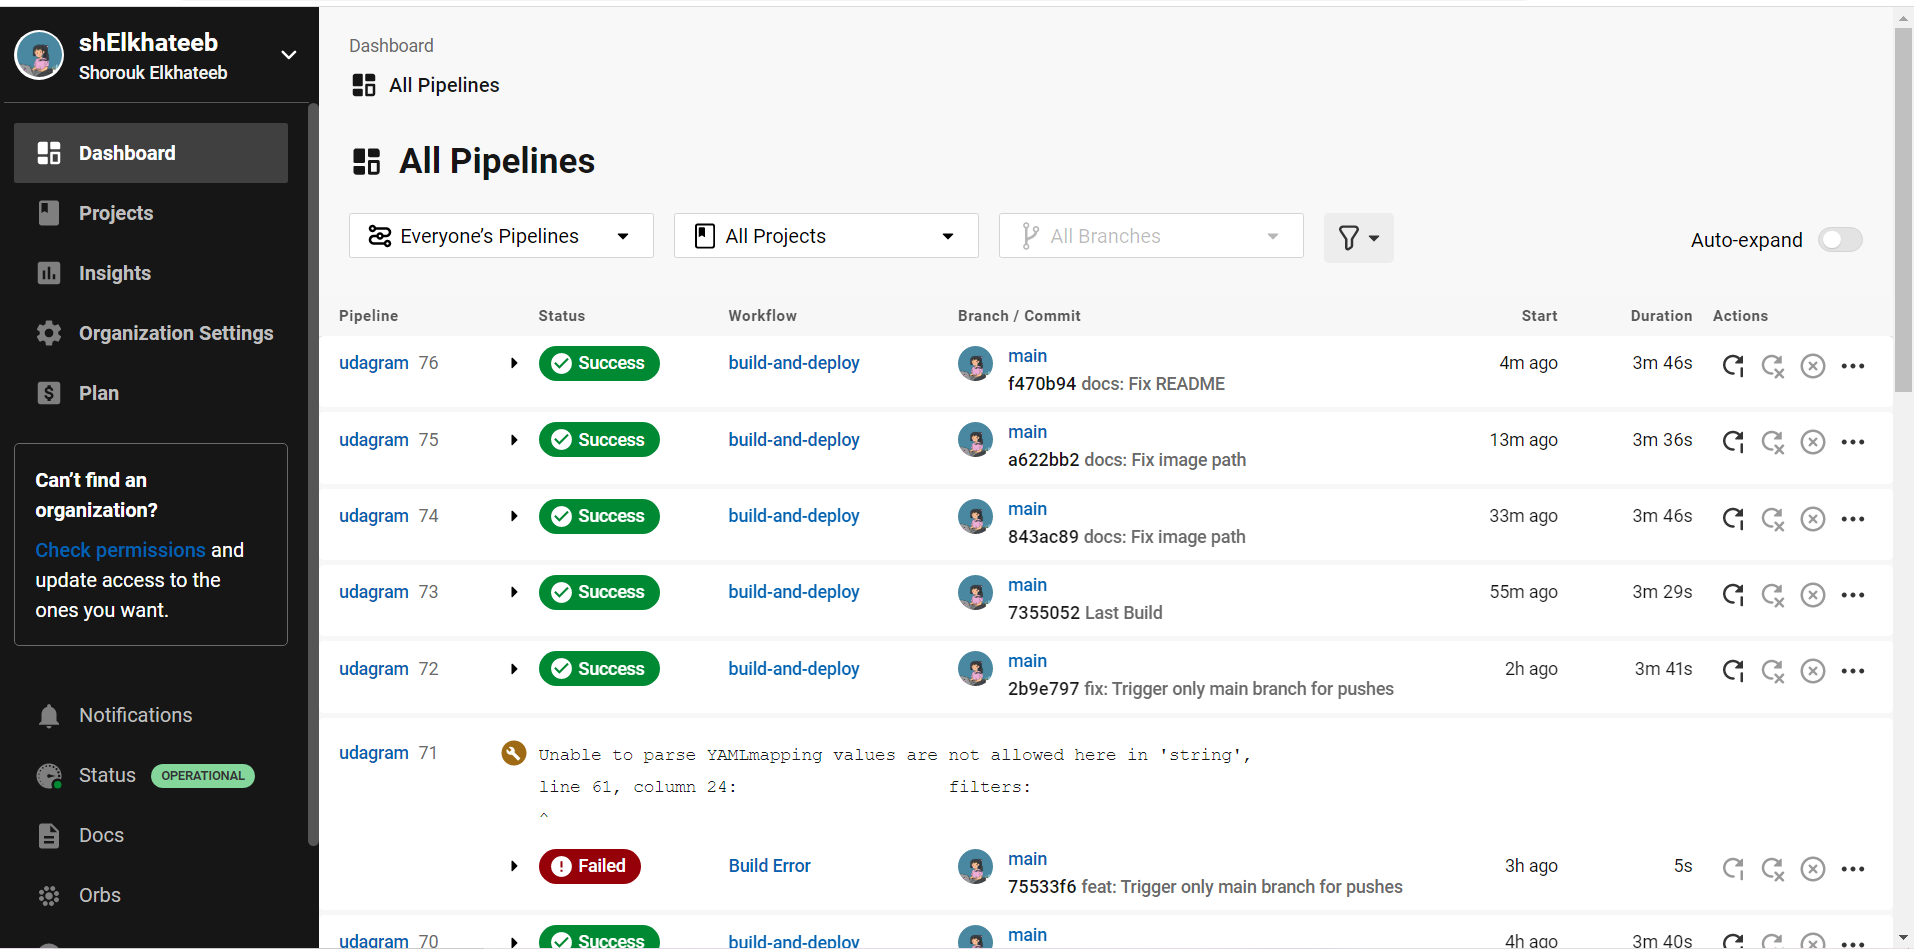 shElkhateeb
Shorouk Elkhateeb
Dashboard
Projects
Insights
Organization Settings
Plan
Can't find an
organization?
Check permissions and
update access to the
ones you want.
Notifications
Status OPERATIONAL
Docs
Orbs
Dashboard
All Pipelines
All Pipelines
Everyone's Pipelines All Projects All Branches Auto-expand
Pipeline Status Workflow Branch / Commit Start Duration Actions
udagram 76 Success build-and-deploy main 4m ago 3m 46s
f470b94 docs: Fix README
udagram 75 Success build-and-deploy main 13m ago 3m 36s
a622bb2 docs: Fix image path
udagram 74 Success build-and-deploy main 33m ago 3m 46s
843ac89 docs: Fix image path
udagram 73 Success build-and-deploy main 55m ago 3m 29s
7355052 Last Build
udagram 72 Success build-and-deploy main 2h ago 3m 41s
2b9e797 fix: Trigger only main branch for pushes
udagram 71 Unable to parse YAMLmapping values are not allowed here in 'string',
line 61, column 24: filters:
^
Failed Build Error main 3h ago 5s
75533f6 feat: Trigger only main branch for pushes
udagram 70 Success build-and-deploy main 4h ago 3m 40s